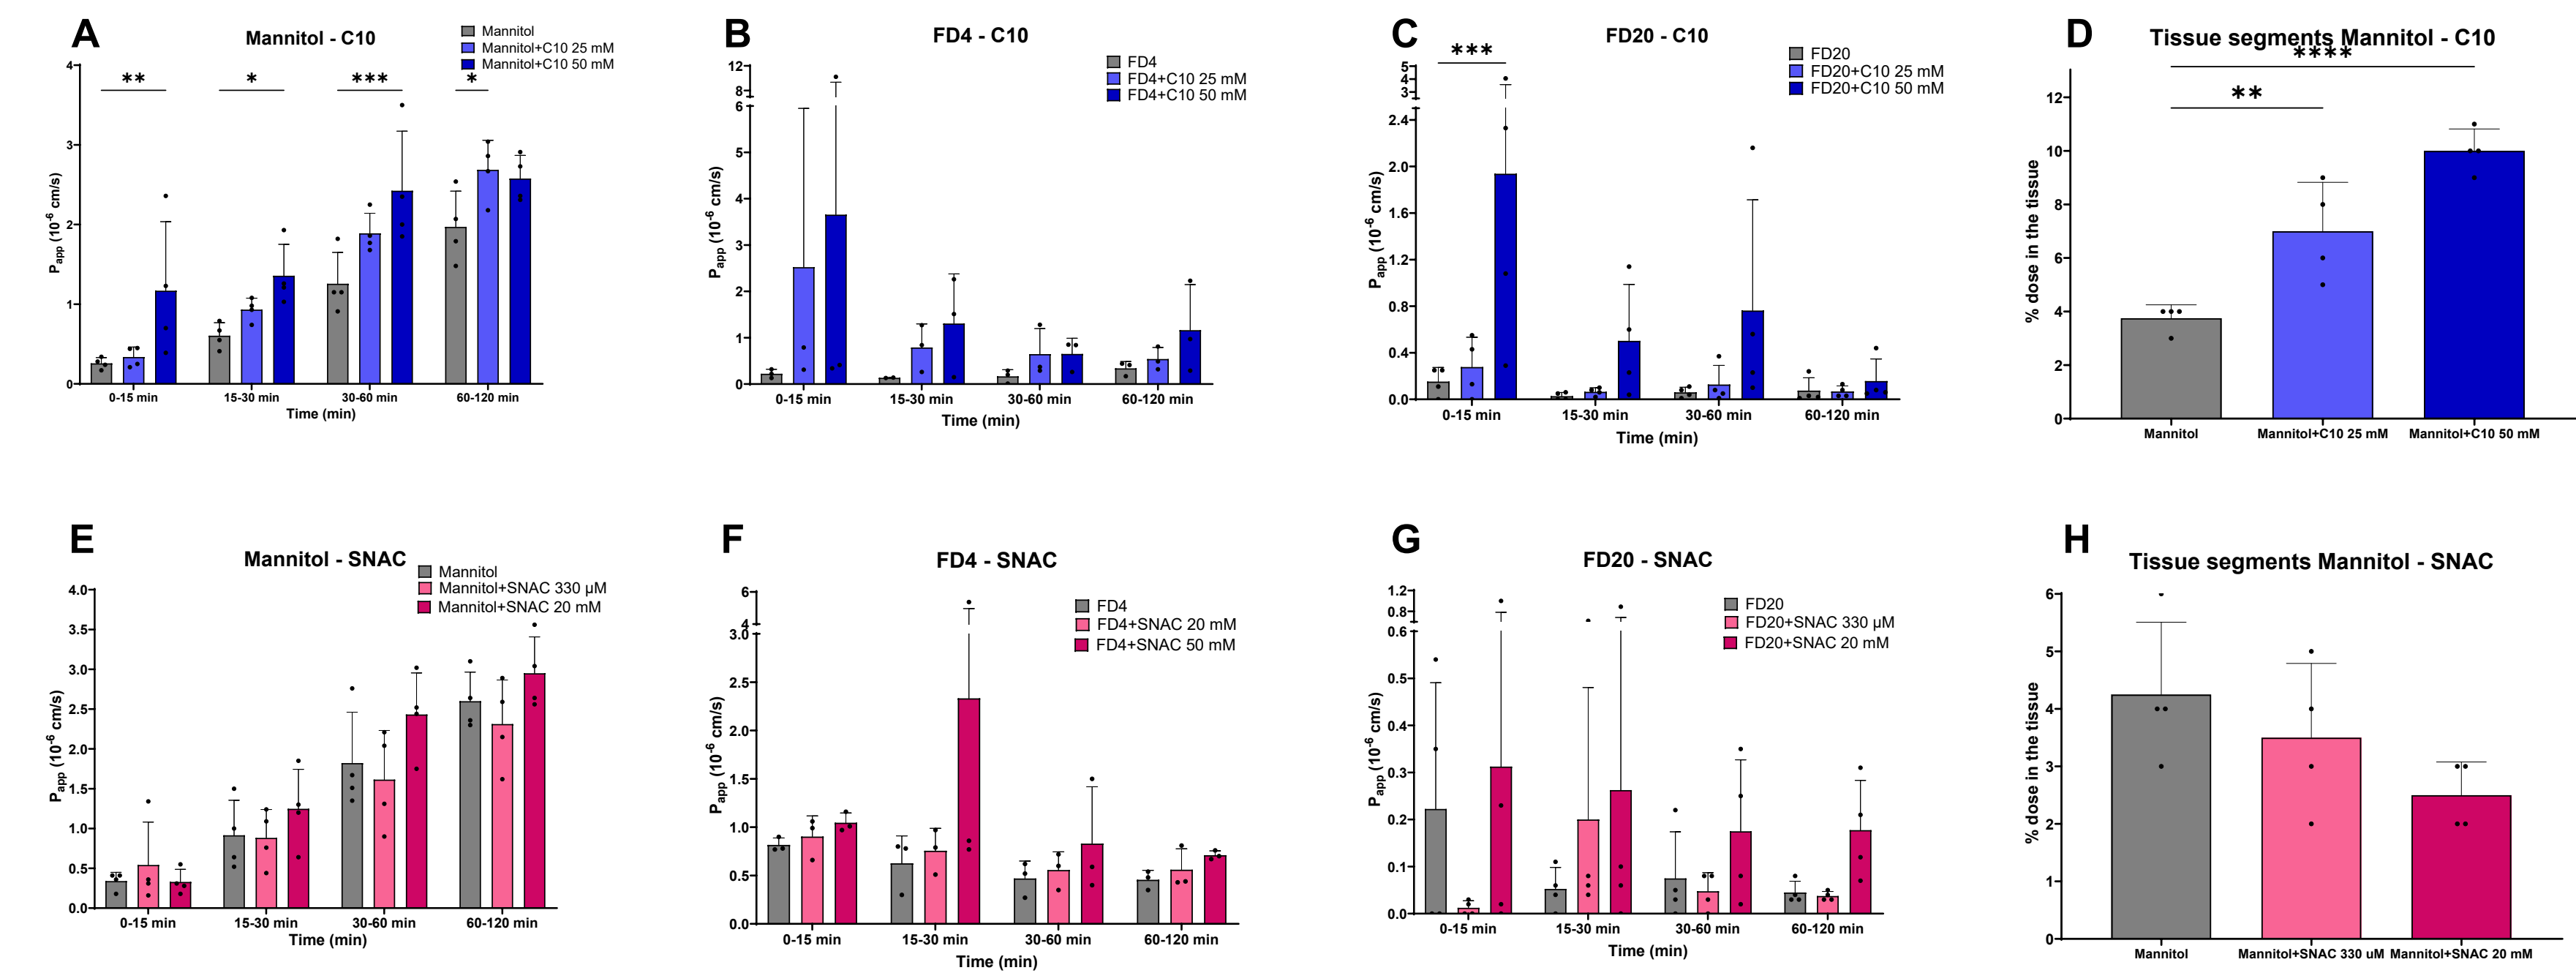 A
Mannitol - C10
Mannitol
Mannitol+C10 25 mM
Mannitol+C10 50 mM
** * *** *
4
3
2
1
0
Papp (10-6 cm/s)
0-15 min 15-30 min 30-60 min 60-120 min
Time (min)
B
FD4 - C10
FD4
FD4+C10 25 mM
FD4+C10 50 mM
12
8
6
5
4
3
2
1
0
Papp (10-6 cm/s)
0-15 min 15-30 min 30-60 min 60-120 min
Time (min)
C
FD20 - C10
FD20
FD20+C10 25 mM
FD20+C10 50 mM
***
5
4
3
2.4
2.0
1.6
1.2
0.8
0.4
0.0
Papp (10-6 cm/s)
0-15 min 15-30 min 30-60 min 60-120 min
Time (min)
D
Tissue segments Mannitol - C10
****
**
12
10
8
6
4
2
0
% dose in the tissue
Mannitol Mannitol+C10 25 mM Mannitol+C10 50 mM
E
Mannitol - SNAC
Mannitol
Mannitol+SNAC 330 µM
Mannitol+SNAC 20 mM
4.0
3.5
3.0
2.5
2.0
1.5
1.0
0.5
0.0
Papp (10-6 cm/s)
0-15 min 15-30 min 30-60 min 60-120 min
Time (min)
F
FD4 - SNAC
FD4
FD4+SNAC 20 mM
FD4+SNAC 50 mM
6
4
3.0
2.5
2.0
1.5
1.0
0.5
0.0
Papp (10-6 cm/s)
0-15 min 15-30 min 30-60 min 60-120 min
Time (min)
G
FD20 - SNAC
FD20
FD20+SNAC 330 µM
FD20+SNAC 20 mM
1.2
0.8
0.6
0.5
0.4
0.3
0.2
0.1
0.0
Papp (10-6 cm/s)
0-15 min 15-30 min 30-60 min 60-120 min
Time (min)
H
Tissue segments Mannitol - SNAC
6
5
4
3
2
1
0
% dose in the tissue
Mannitol Mannitol+SNAC 330 uM Mannitol+SNAC 20 mM